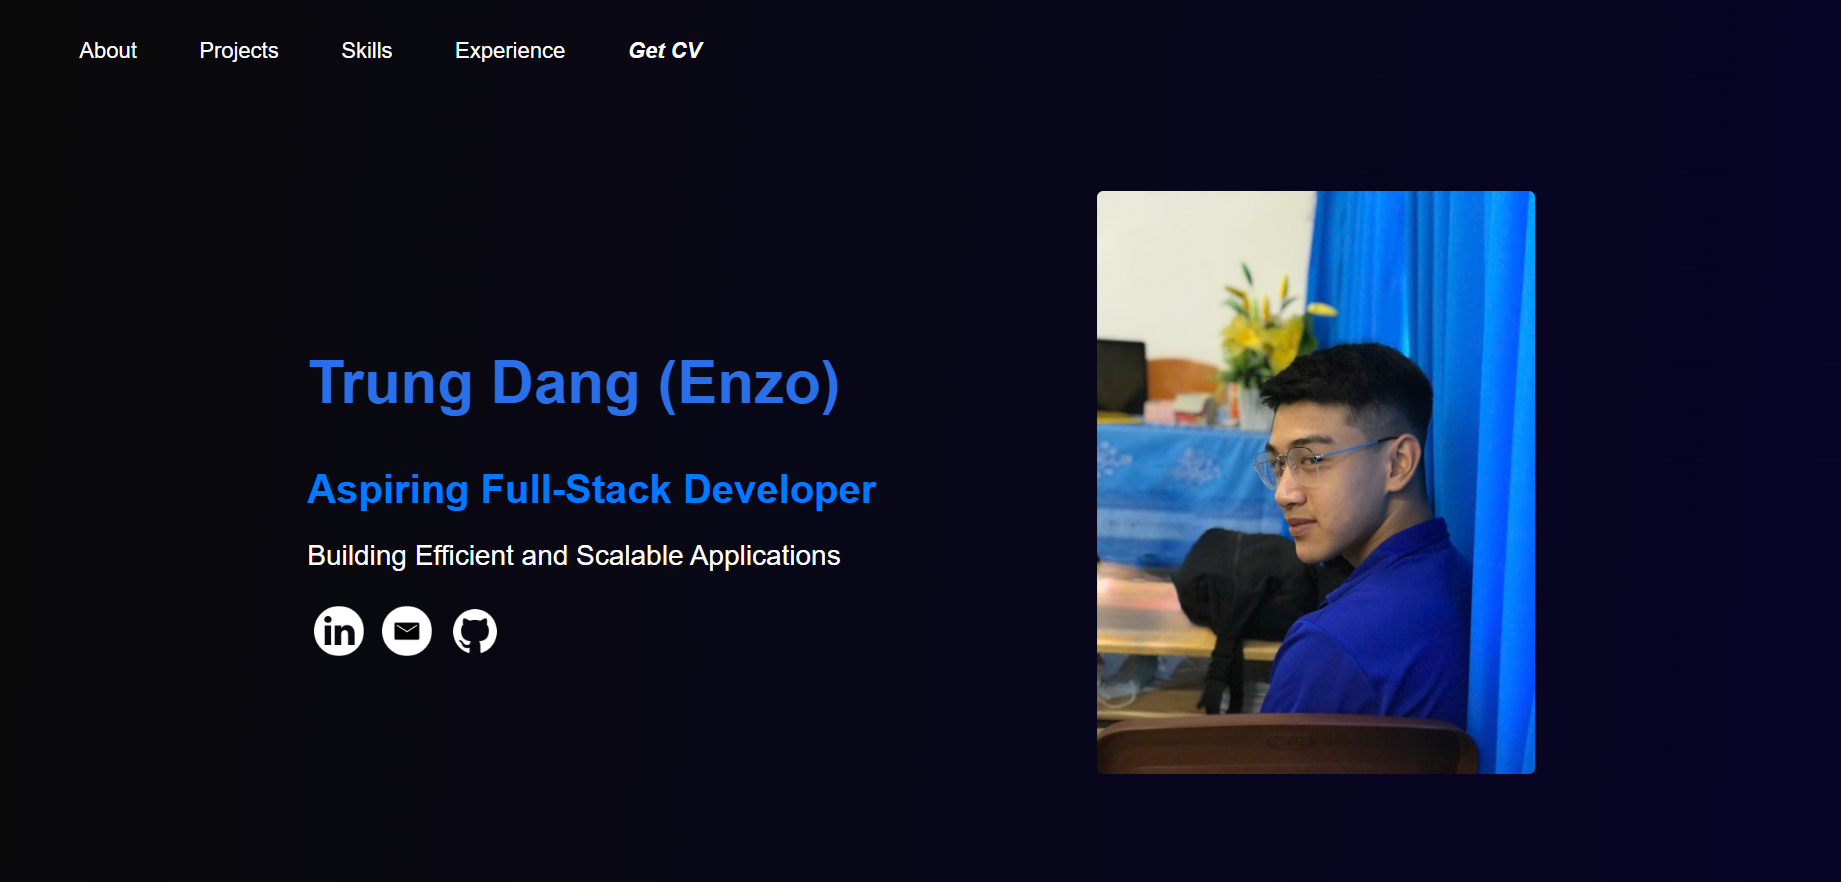 About Projects Skills Experience Get CV
Trung Dang (Enzo)
Aspiring Full-Stack Developer
Building Efficient and Scalable Applications
in